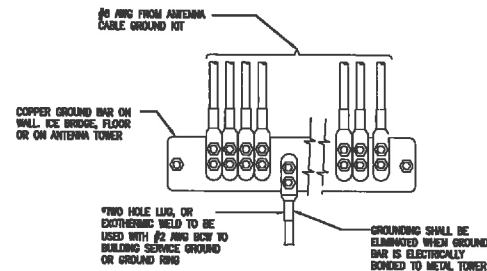 #6 AWG FROM ANTENNA
CABLE GROUND KIT
COPPER GROUND BAR ON
WALL, ICE BRIDGE, FLOOR
OR ON ANTENNA TOWER
*TWO HOLE LUG, OR
EXOTHERMIC WELD TO BE
USED WITH #2 AWG BCW TO
BUILDING SERVICE GROUND
OR GROUND RING
GROUNDING SHALL BE
ELIMINATED WHEN GROUND
BAR IS ELECTRICALLY
BONDED TO METAL TOWER